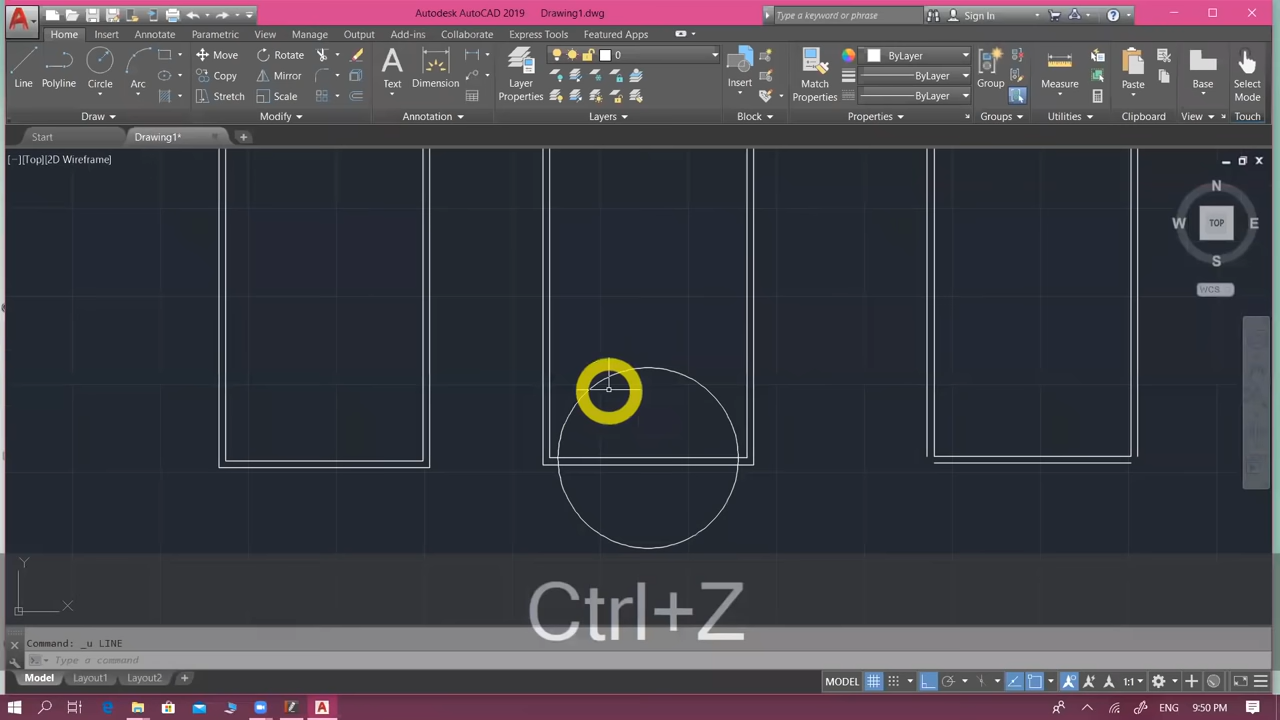 Autodesk AutoCAD 2019 Drawing1.dwg
Type a keyword or phrase
Sign In
Home Insert Annotate Parametric View Manage Output Add-ins Collaborate Express Tools Featured Apps
Line Polyline Circle Arc
Move Rotate
Copy Mirror
Stretch Scale
Text Dimension
Layer Properties
0
Insert
Match Properties
ByLayer
ByLayer
ByLayer
Group
Measure
Paste
Base
Select Mode
Draw Modify Annotation Layers Block Properties Groups Utilities Clipboard View Touch
Start Drawing1* +
[−][Top][2D Wireframe]
N
W TOP E
S
WCS
Y
X
Ctrl+Z
Command: _u LINE
Type a command
Model Layout1 Layout2 +
MODEL 1:1
ENG 9:50 PM